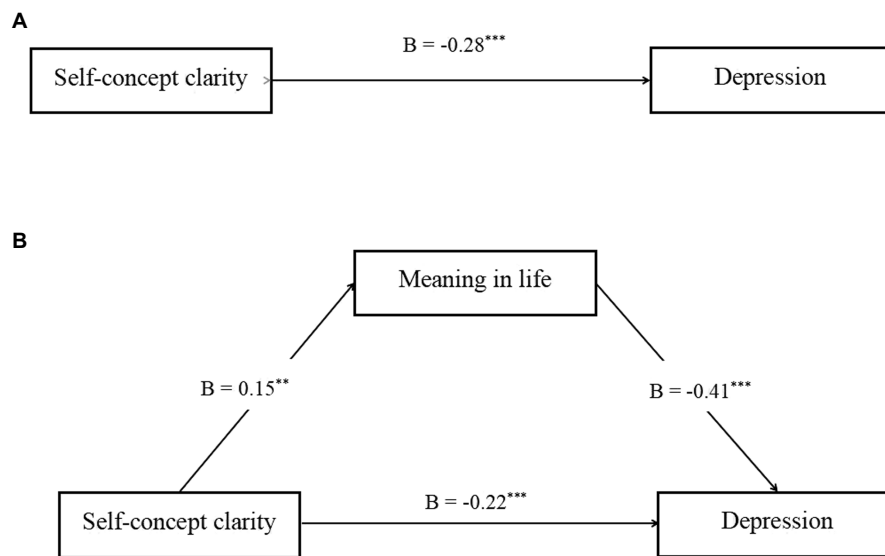 A
B = -0.28***
Self-concept clarity
Depression
B
Meaning in life
B = 0.15**
B = -0.41***
B = -0.22***
Self-concept clarity
Depression